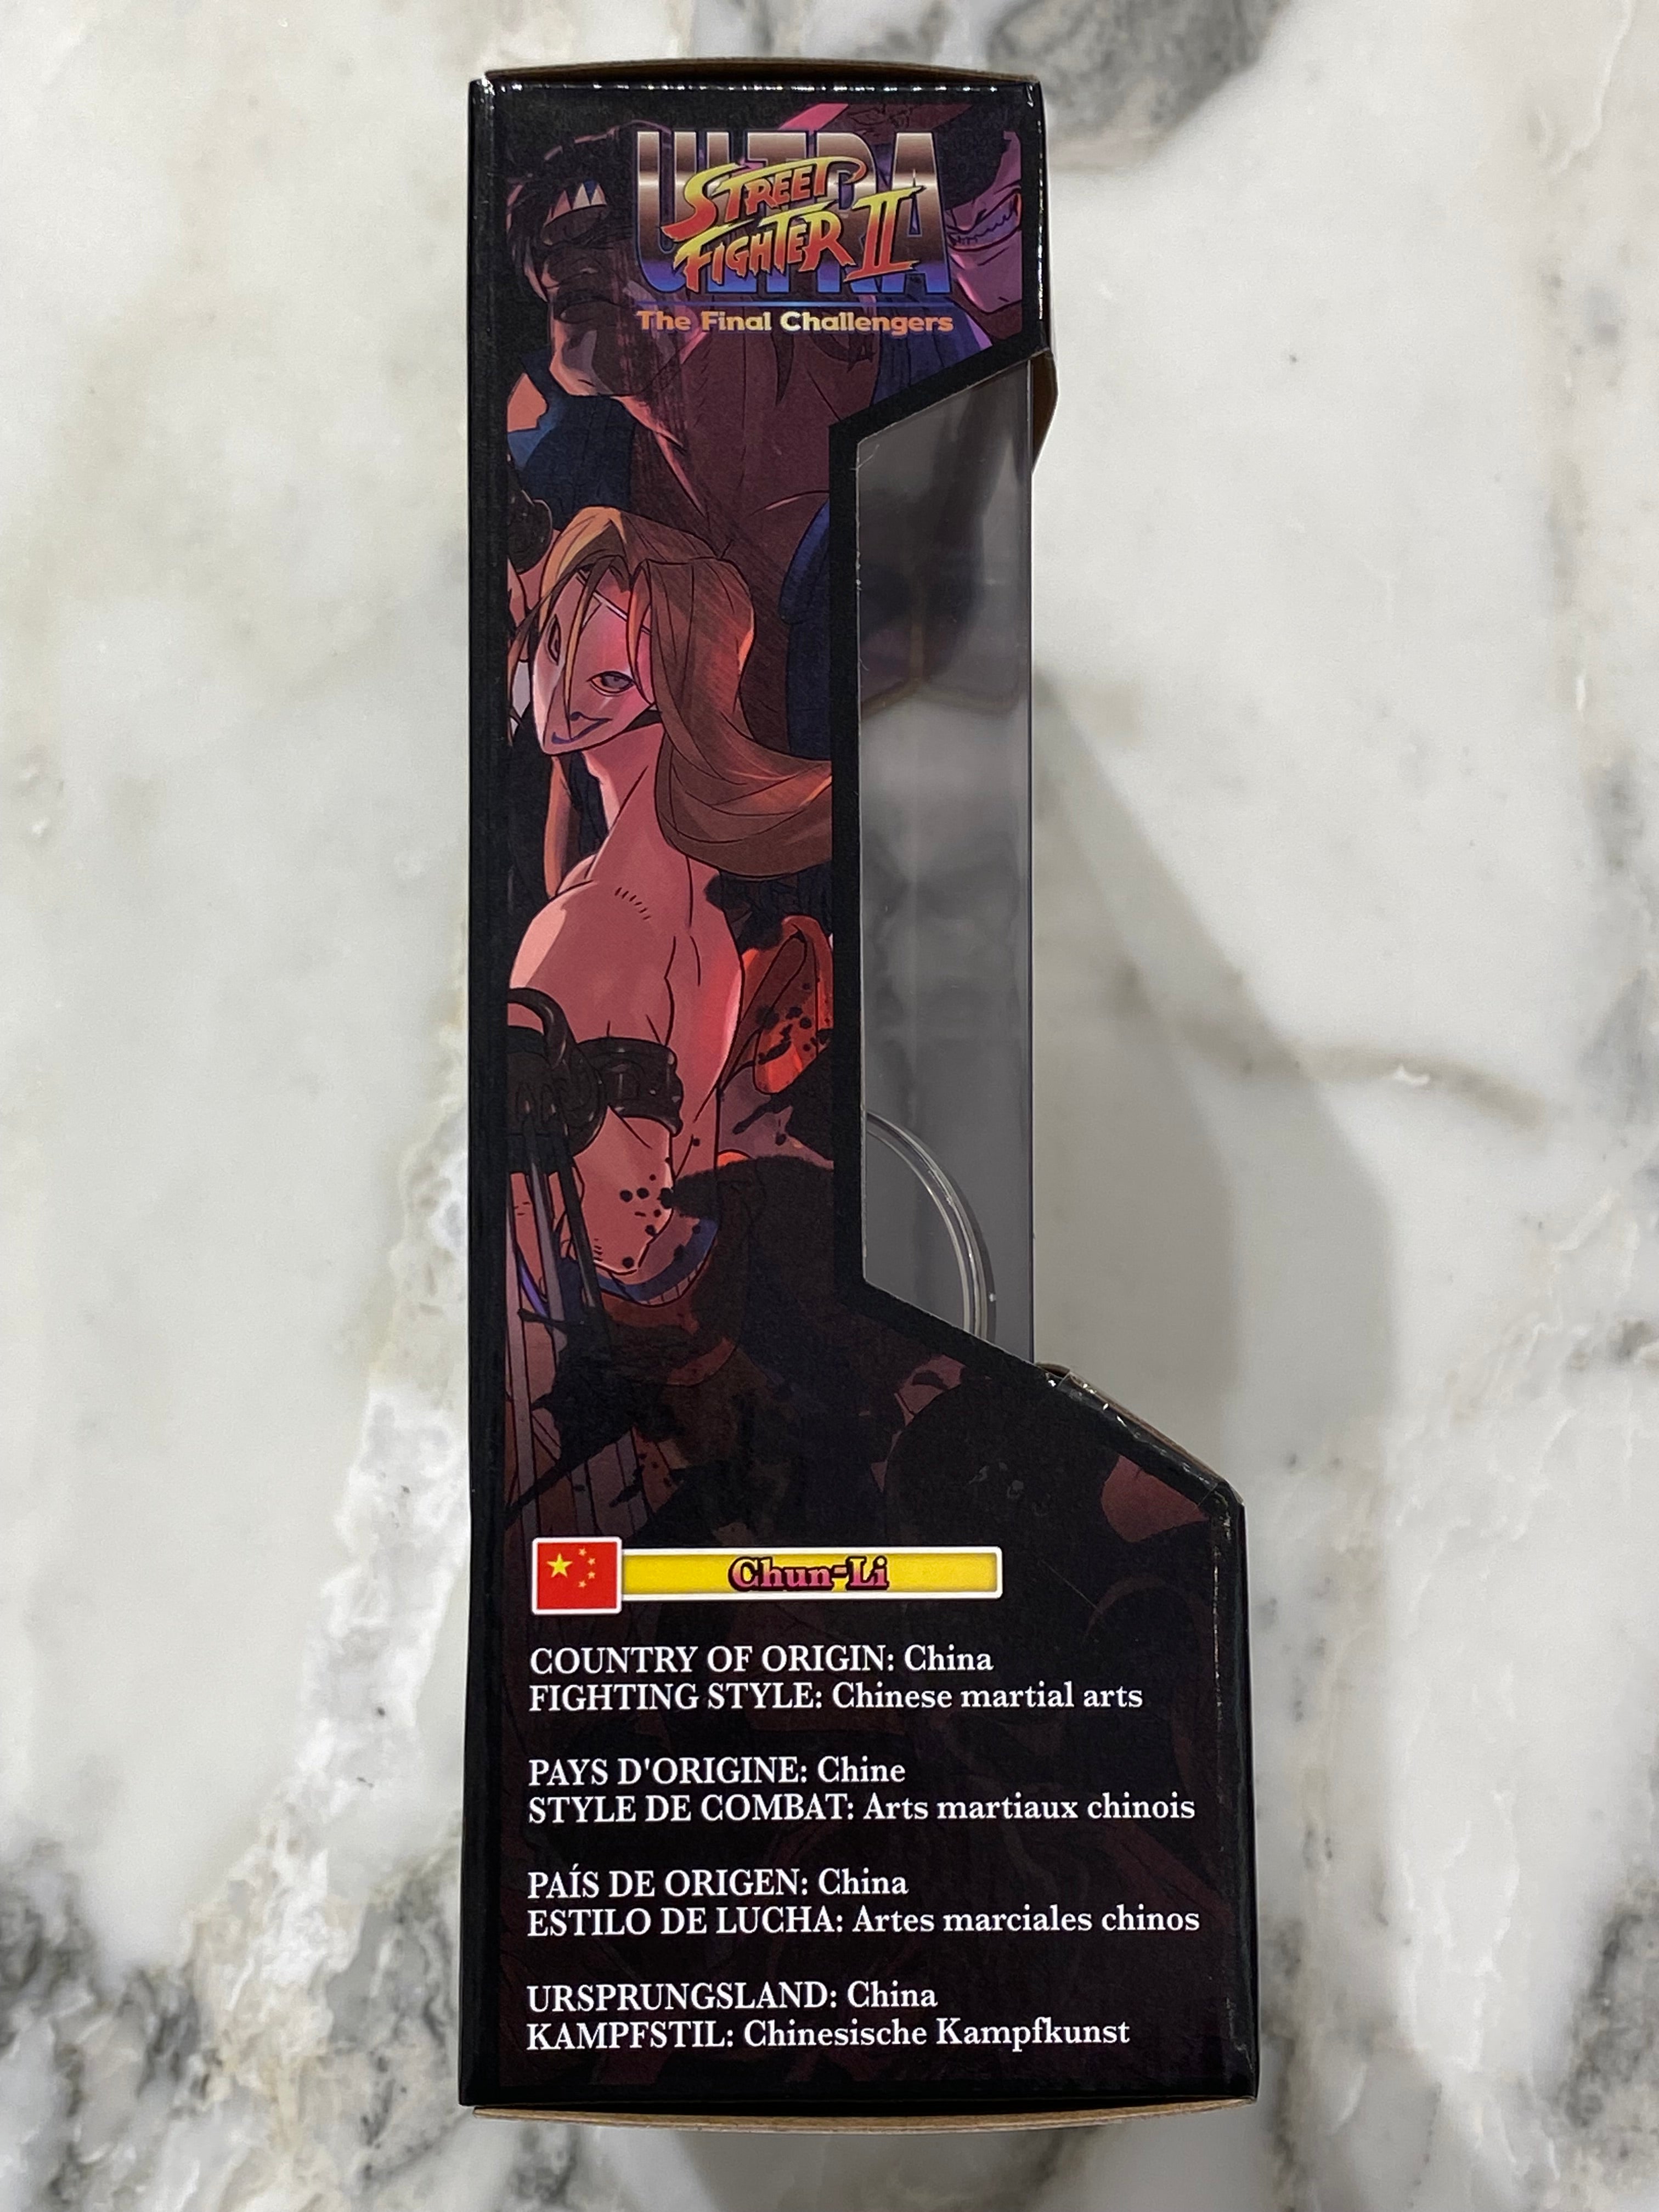 ULTRA
STREET
FIGHTER II
The Final Challengers
Chun-Li
COUNTRY OF ORIGIN: China
FIGHTING STYLE: Chinese martial arts
PAYS D'ORIGINE: Chine
STYLE DE COMBAT: Arts martiaux chinois
PAÍS DE ORIGEN: China
ESTILO DE LUCHA: Artes marciales chinos
URSPRUNGSLAND: China
KAMPFSTIL: Chinesische Kampfkunst